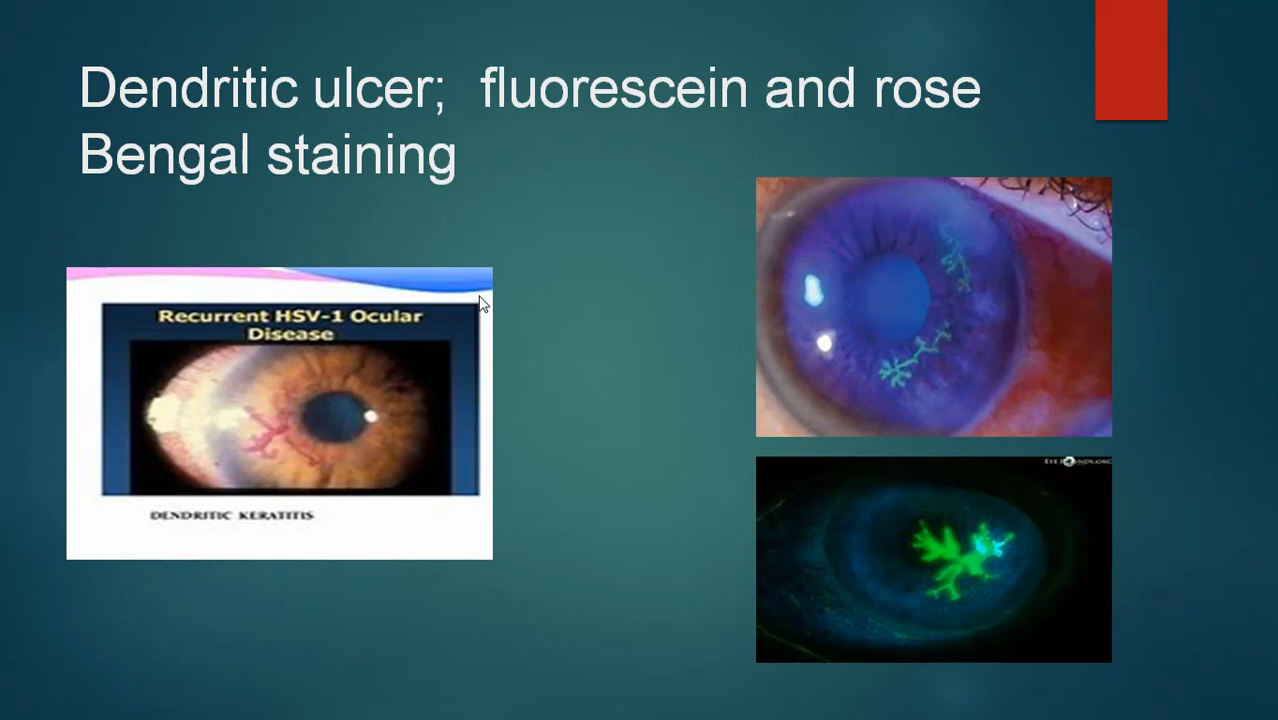 Dendritic ulcer; fluorescein and rose
Bengal staining
Recurrent HSV-1 Ocular
Disease
DENDRITIC KERATITIS